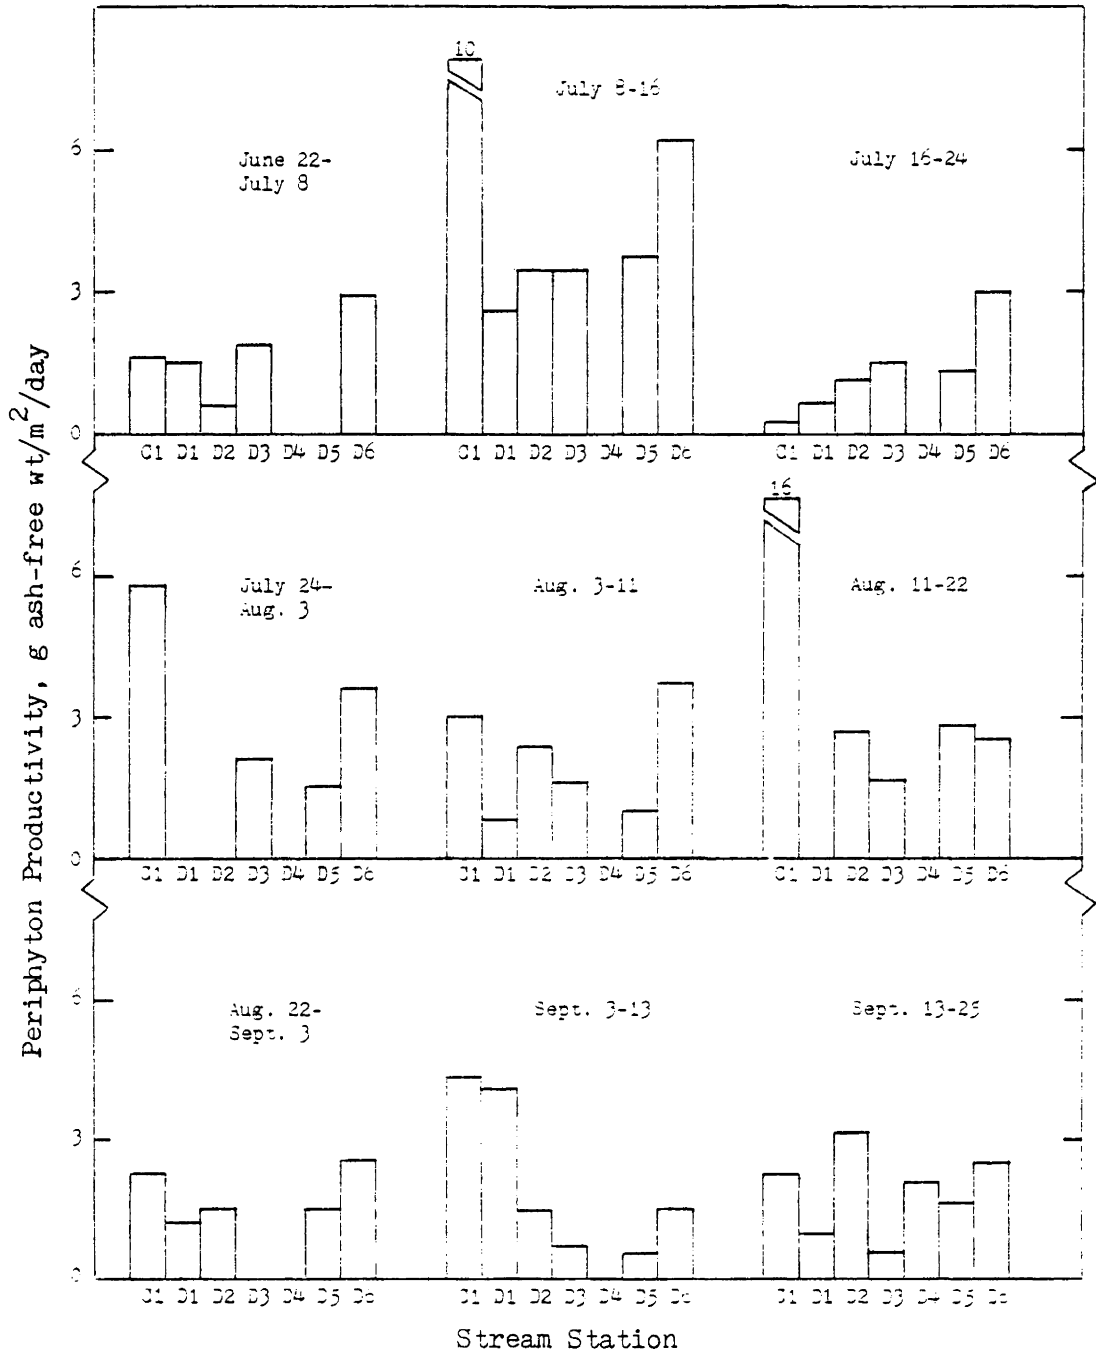 10
July 8-16
June 22-
July 8
July 16-24
6
3
0
C1 D1 D2 D3 D4 D5 D6
C1 D1 D2 D3 D4 D5 D6
C1 D1 D2 D3 D4 D5 D6
16
July 24-
Aug. 3
Aug. 3-11
Aug. 11-22
6
3
0
C1 D1 D2 D3 D4 D5 D6
C1 D1 D2 D3 D4 D5 D6
C1 D1 D2 D3 D4 D5 D6
Aug. 22-
Sept. 3
Sept. 3-13
Sept. 13-25
6
3
0
C1 D1 D2 D3 D4 D5 D6
C1 D1 D2 D3 D4 D5 D6
C1 D1 D2 D3 D4 D5 D6
Periphyton Productivity, g ash-free wt/m²/day
Stream Station